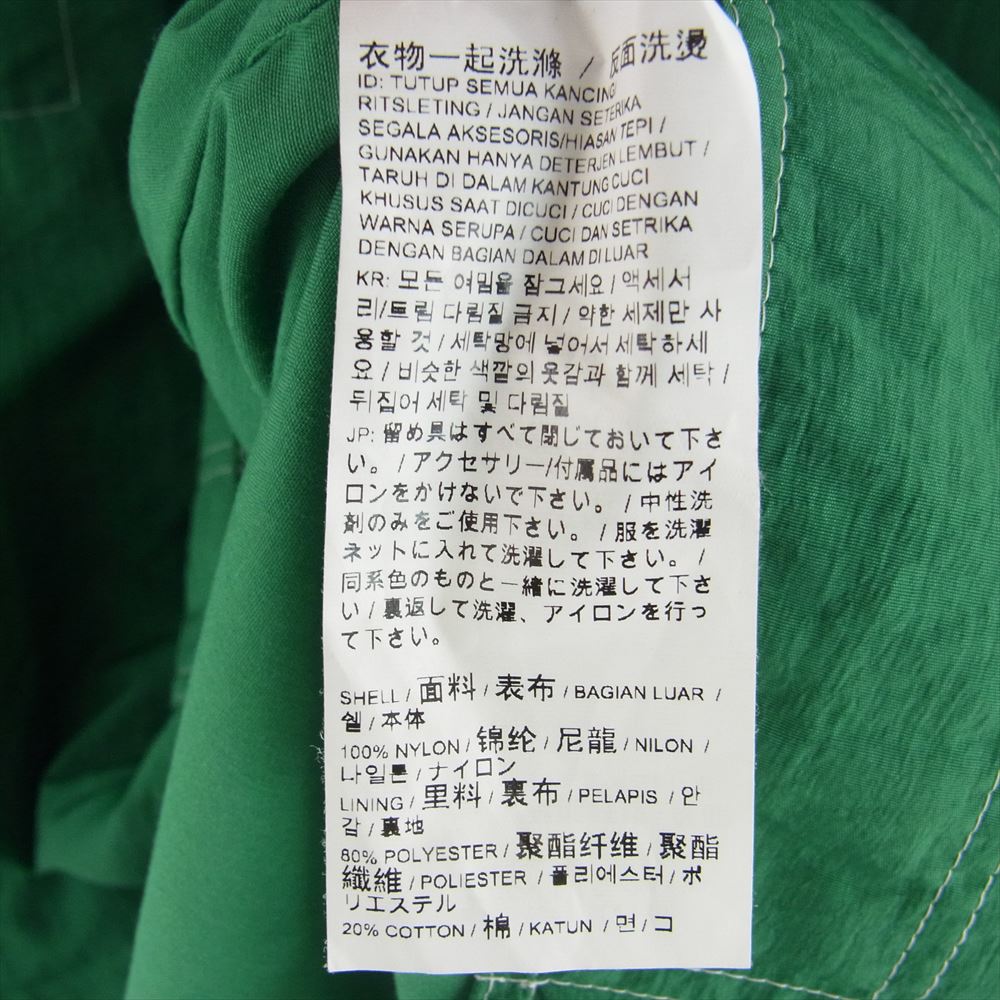 衣物一起洗滌 / 反面洗燙
ID: TUTUP SEMUA KANCING/
RITSLETING / JANGAN SETERIKA
SEGALA AKSESORIS/HIASAN TEPI /
GUNAKAN HANYA DETERJEN LEMBUT /
TARUH DI DALAM KANTUNG CUCI
KHUSUS SAAT DICUCI / CUCI DENGAN
WARNA SERUPA / CUCI DAN SETRIKA
DENGAN BAGIAN DALAM DI LUAR
KR: 모든 여밈을 잠그세요 / 액세서
리/트림 다림질 금지 / 약한 세제만 사
용할 것 / 세탁망에 넣어서 세탁하세
요 / 비슷한 색깔의 옷감과 함께 세탁 /
뒤집어 세탁 및 다림질
JP: 留め具はすべて閉じておいて下さ
い。 / アクセサリー/付属品にはアイ
ロンをかけないで下さい。 / 中性洗
剤のみをご使用下さい。 / 服を洗濯
ネットに入れて洗濯して下さい。 /
同系色のものと一緒に洗濯して下さ
い / 裏返して洗濯、アイロンを行っ
て下さい。
SHELL / 面料 / 表布 / BAGIAN LUAR /
쉘 / 本体
100% NYLON / 锦纶 / 尼龍 / NILON /
나일론 / ナイロン
LINING / 里料 / 裏布 / PELAPIS / 안
감 / 裏地
80% POLYESTER / 聚酯纤维 / 聚酯
纖維 / POLIESTER / 폴리에스터 / ポ
リエステル
20% COTTON / 棉 / KATUN / 면 / コ